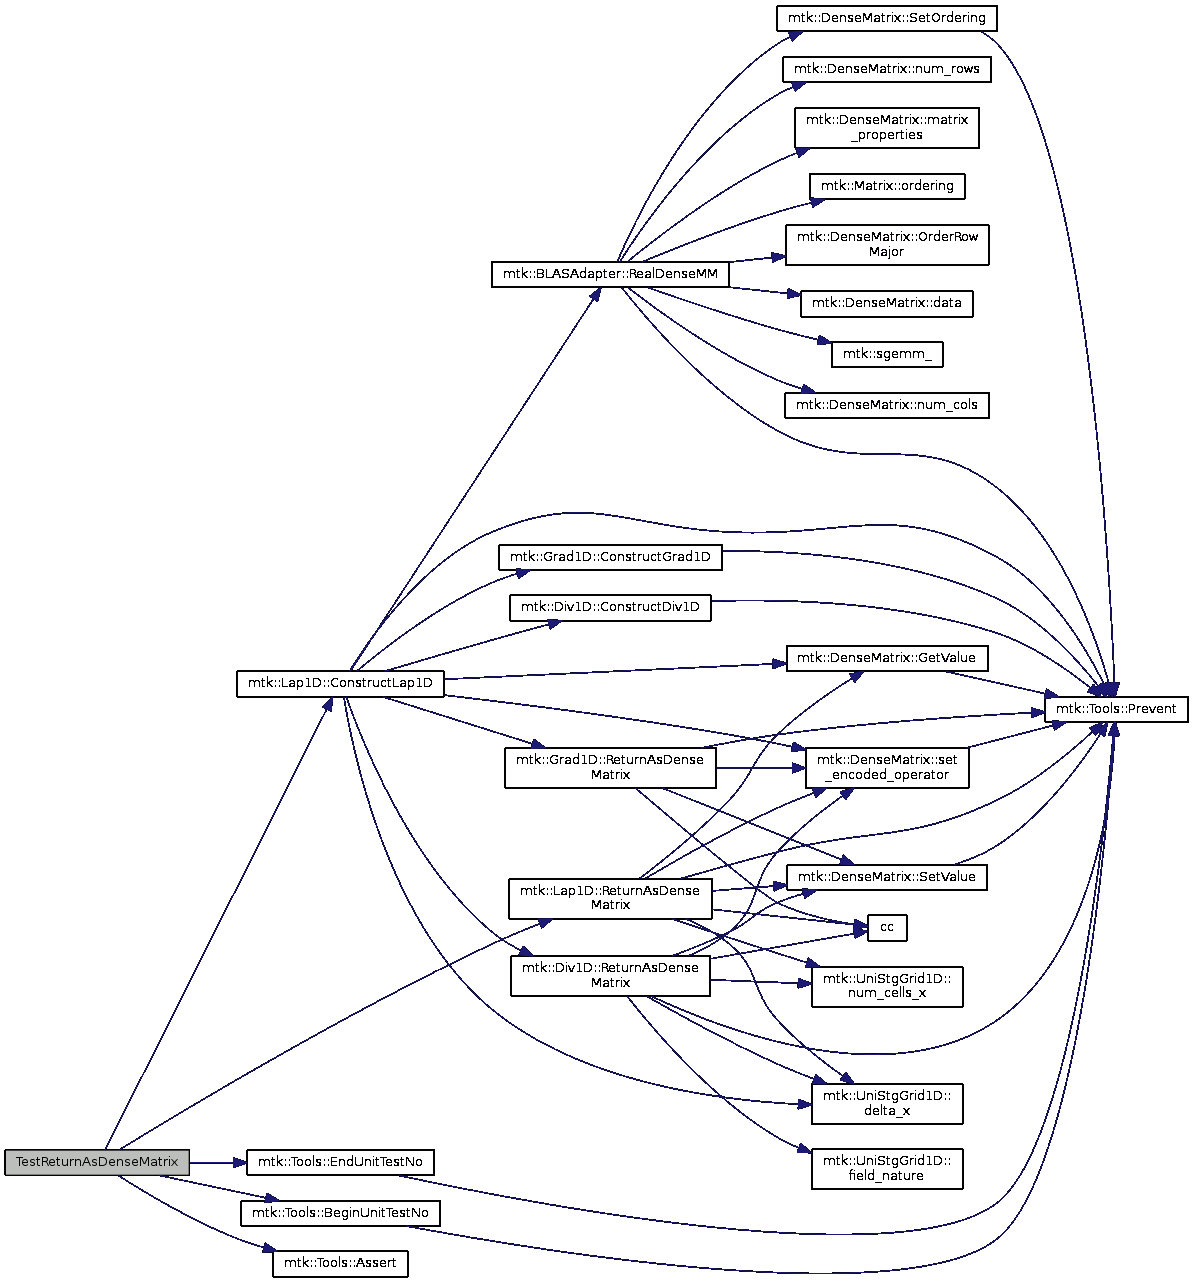 mtk::DenseMatrix::SetOrdering
mtk::DenseMatrix::num_rows
mtk::DenseMatrix::matrix
_properties
mtk::Matrix::ordering
mtk::DenseMatrix::OrderRow
Major
mtk::BLASAdapter::RealDenseMM
mtk::DenseMatrix::data
mtk::sgemm_
mtk::DenseMatrix::num_cols
mtk::Grad1D::ConstructGrad1D
mtk::Div1D::ConstructDiv1D
mtk::DenseMatrix::GetValue
mtk::Lap1D::ConstructLap1D
mtk::Tools::Prevent
mtk::Grad1D::ReturnAsDense
Matrix
mtk::DenseMatrix::set
_encoded_operator
mtk::DenseMatrix::SetValue
mtk::Lap1D::ReturnAsDense
Matrix
cc
mtk::Div1D::ReturnAsDense
Matrix
mtk::UniStgGrid1D::
num_cells_x
mtk::UniStgGrid1D::
delta_x
TestReturnAsDenseMatrix
mtk::Tools::EndUnitTestNo
mtk::UniStgGrid1D::
field_nature
mtk::Tools::BeginUnitTestNo
mtk::Tools::Assert